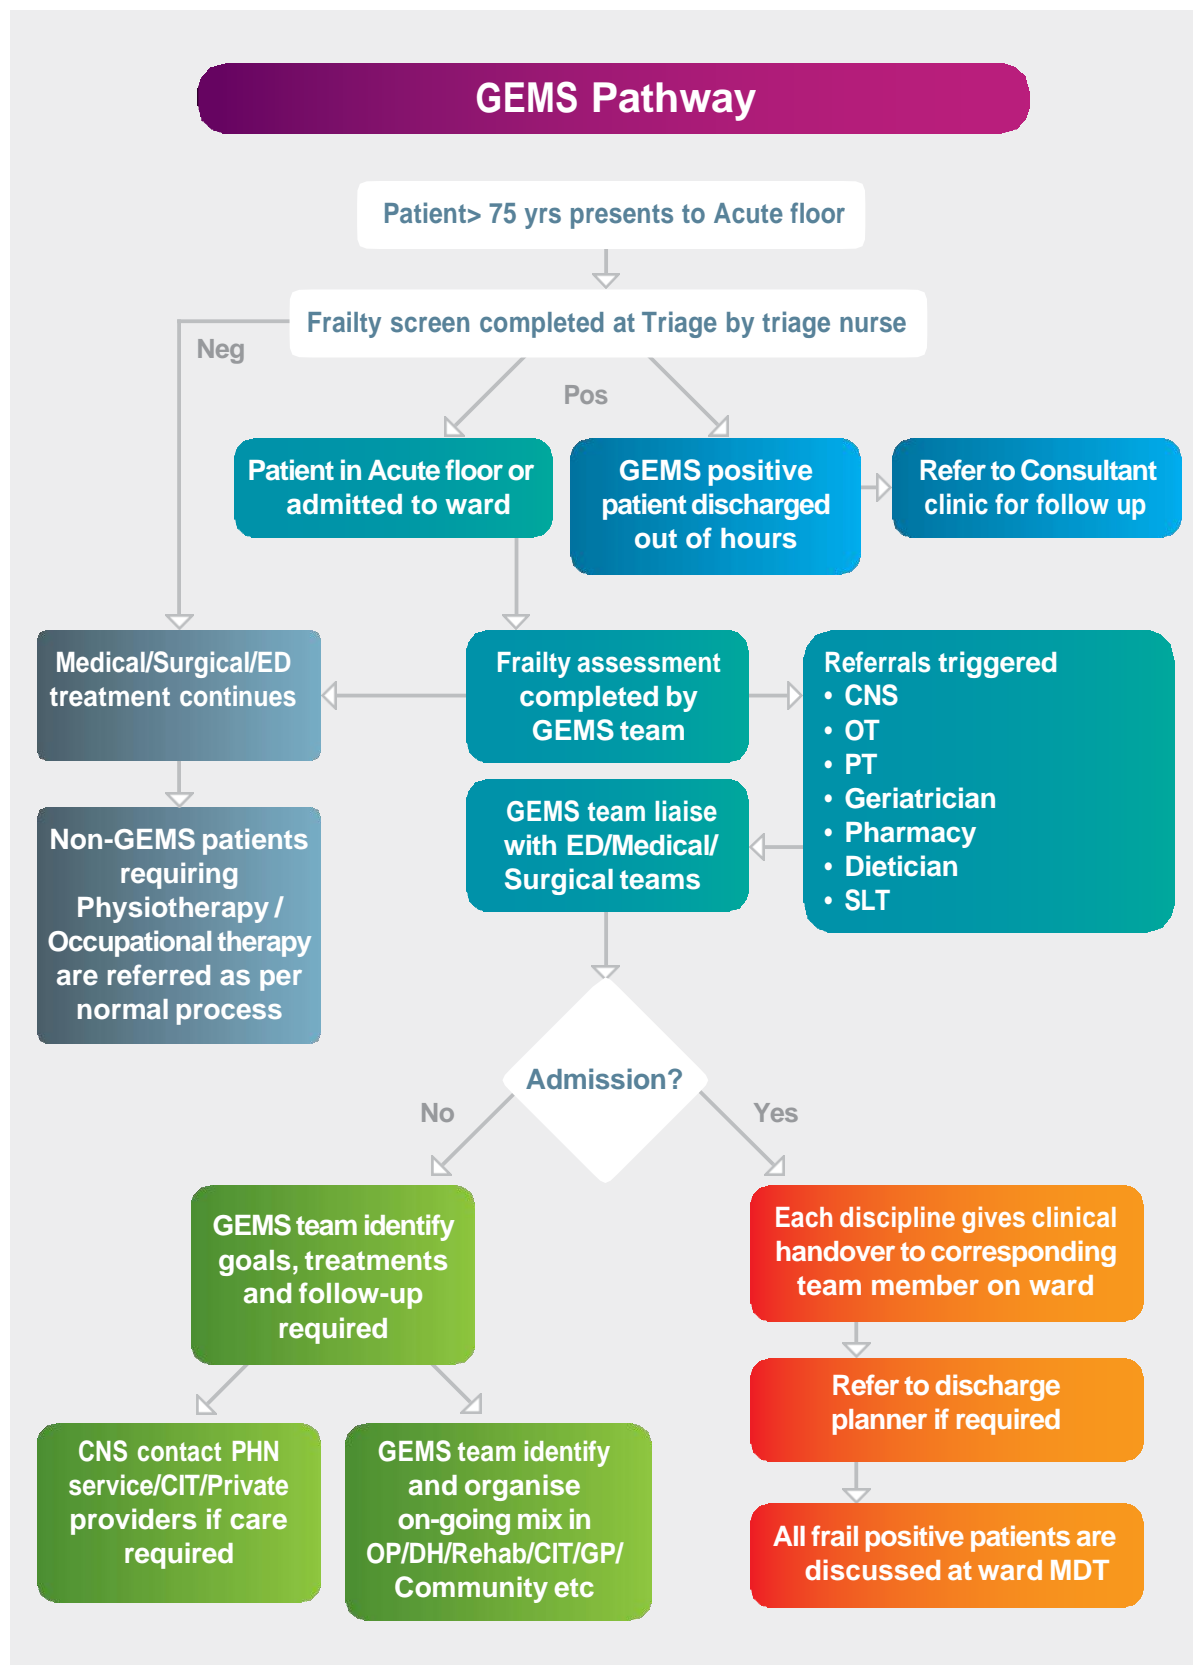 GEMS Pathway
Patient> 75 yrs presents to Acute floor
Frailty screen completed at Triage by triage nurse
Neg
Pos
Patient in Acute floor or
admitted to ward
GEMS positive
patient discharged
out of hours
Refer to Consultant
clinic for follow up
Medical/Surgical/ED
treatment continues
Frailty assessment
completed by
GEMS team
Referrals triggered
• CNS
• OT
• PT
• Geriatrician
• Pharmacy
• Dietician
• SLT
GEMS team liaise
with ED/Medical/
Surgical teams
Non-GEMS patients
requiring
Physiotherapy /
Occupational therapy
are referred as per
normal process
Admission?
No
Yes
GEMS team identify
goals, treatments
and follow-up
required
Each discipline gives clinical
handover to corresponding
team member on ward
Refer to discharge
planner if required
CNS contact PHN
service/CIT/Private
providers if care
required
GEMS team identify
and organise
on-going mix in
OP/DH/Rehab/CIT/GP/
Community etc
All frail positive patients are
discussed at ward MDT